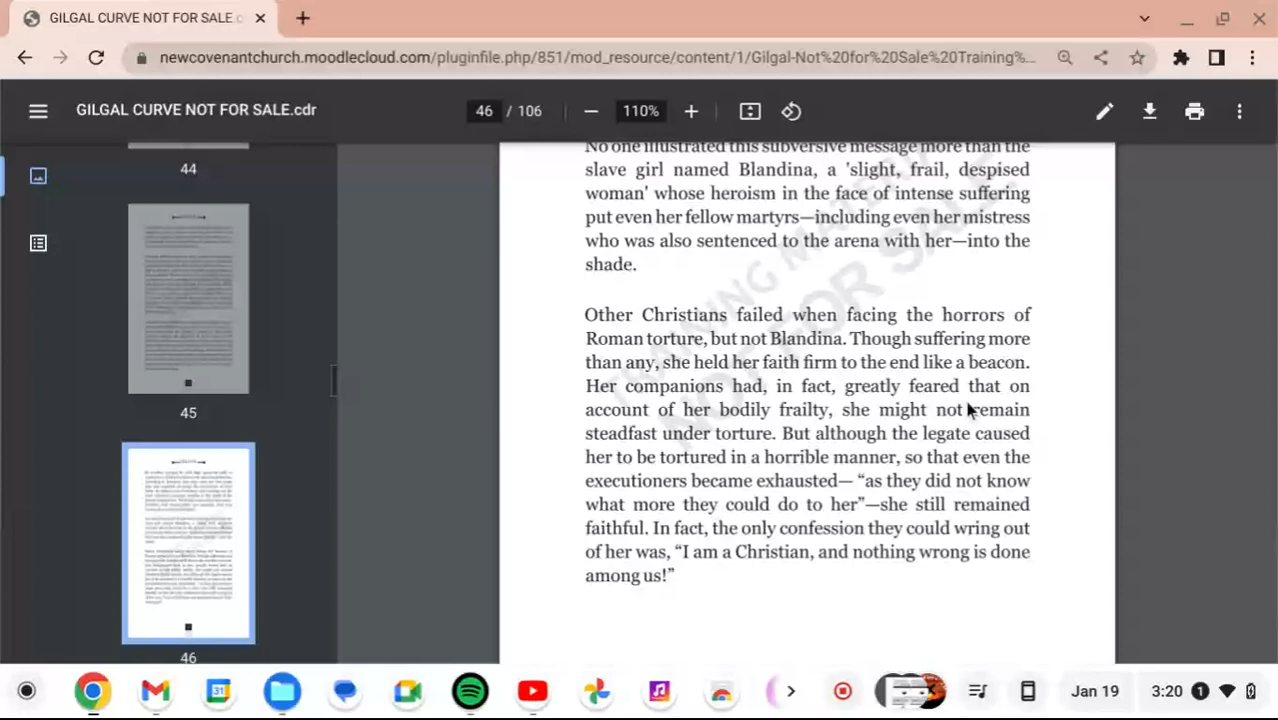 GILGAL CURVE NOT FOR SALE.c
newcovenantchurch.moodlecloud.com/pluginfile.php/851/mod_resource/content/1/Gilgal-Not%20for%20Sale%20Training%...
GILGAL CURVE NOT FOR SALE.cdr
46 / 106
110%
44
45
46
No one illustrated this subversive message more than the
slave girl named Blandina, a 'slight, frail, despised
woman' whose heroism in the face of intense suffering
put even her fellow martyrs—including even her mistress
who was also sentenced to the arena with her—into the
shade.
Other Christians failed when facing the horrors of
Roman torture, but not Blandina. Though suffering more
than any, she held her faith firm to the end like a beacon.
Her companions had, in fact, greatly feared that on
account of her bodily frailty, she might not remain
steadfast under torture. But although the legate caused
her to be tortured in a horrible manner, so that even the
executioners became exhausted— “as they did not know
what more they could do to her”—she still remained
faithful. In fact, the only confession they could wring out
of her was, “I am a Christian, and nothing wrong is done
among us!”
TRAINING MATER
NOT FOR SALE
31
Jan 19
3:20
1